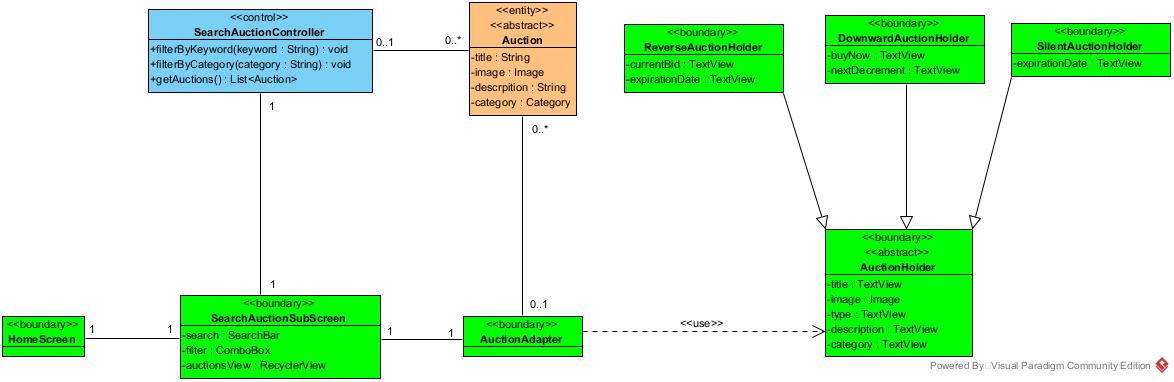 <<control>>
SearchAuctionController
+filterByKeyword(keyword : String) : void
+filterByCategory(category : String) : void
+getAuctions() : List<Auction>
0..1
0..*
<<entity>>
<<abstract>>
Auction
-title : String
-image : Image
-descrpition : String
-category : Category
<<boundary>>
ReverseAuctionHolder
-currentBid : TextView
-expirationDate : TextView
<<boundary>>
DownwardAuctionHolder
-buyNow : TextView
-nextDecrement : TextView
<<boundary>>
SilentAuctionHolder
-expirationDate : TextView
1
0..*
1
0..1
<<boundary>>
HomeScreen
1
1
<<boundary>>
SearchAuctionSubScreen
-search : SearchBar
-filter : ComboBox
-auctionsView : RecyclerView
1
1
<<boundary>>
AuctionAdapter
<<use>>
<<boundary>>
<<abstract>>
AuctionHolder
-title : TextView
-image : Image
-type : TextView
-description : TextView
-category : TextView
Powered By Visual Paradigm Community Edition